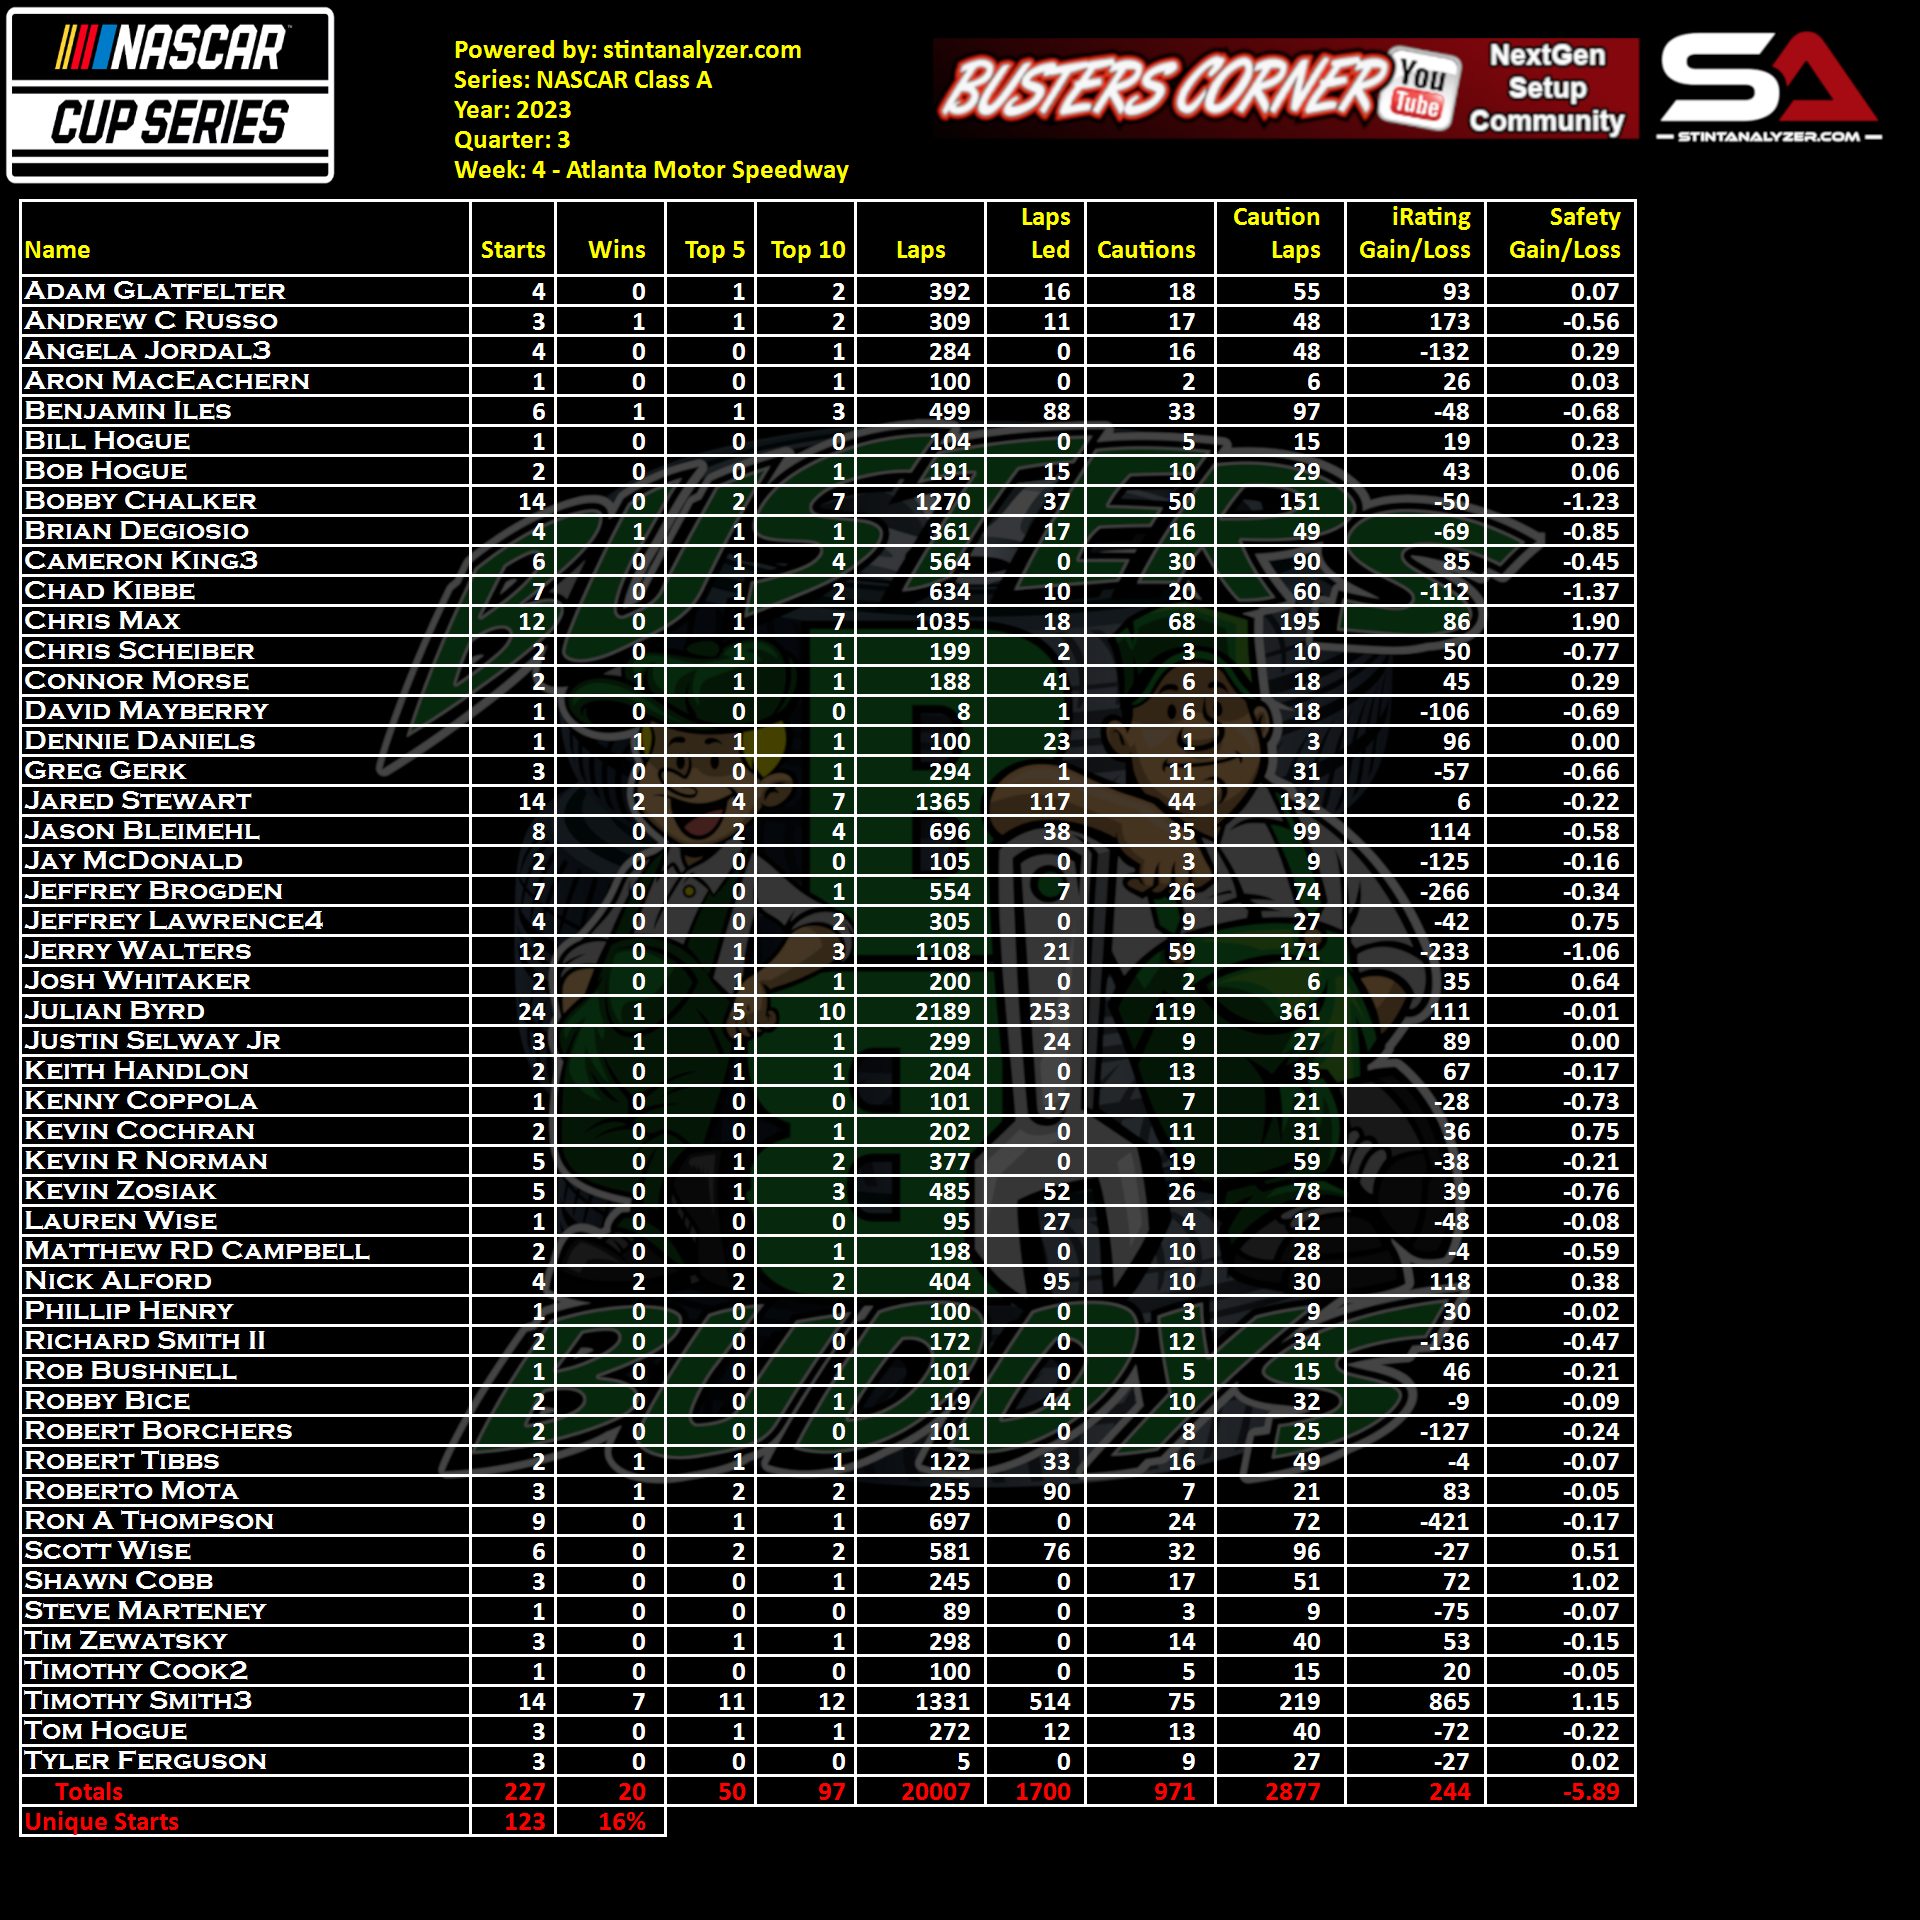 NASCAR
CUP SERIES
Powered by: stintanalyzer.com
Series: NASCAR Class A
Year: 2023
Quarter: 3
Week: 4 - Atlanta Motor Speedway
BUSTERS CORNER You Tube
NextGen
Setup
Community
SA
STINTANALYZER.COM
Name Starts Wins Top 5 Top 10 Laps Laps Led Cautions Caution Laps iRating Gain/Loss Safety Gain/Loss
Adam Glatfelter 4 0 1 2 392 16 18 55 93 0.07
Andrew C Russo 3 1 1 2 309 11 17 48 173 -0.56
Angela Jordal3 4 0 0 1 284 0 16 48 -132 0.29
Aron MacEachern 1 0 0 1 100 0 2 6 26 0.03
Benjamin Iles 6 1 1 3 499 88 33 97 -48 -0.68
Bill Hogue 1 0 0 0 104 0 5 15 19 0.23
Bob Hogue 2 0 0 1 191 15 10 29 43 0.06
Bobby Chalker 14 0 2 7 1270 37 50 151 -50 -1.23
Brian Degiosio 4 1 1 1 361 17 16 49 -69 -0.85
Cameron King3 6 0 1 4 564 0 30 90 85 -0.45
Chad Kibbe 7 0 1 2 634 10 20 60 -112 -1.37
Chris Max 12 0 1 7 1035 18 68 195 86 1.90
Chris Scheiber 2 0 1 1 199 2 3 10 50 -0.77
Connor Morse 2 1 1 1 188 41 6 18 45 0.29
David Mayberry 1 0 0 0 8 1 6 18 -106 -0.69
Dennie Daniels 1 1 1 1 100 23 1 3 96 0.00
Greg Gerk 3 0 0 1 294 1 11 31 -57 -0.66
Jared Stewart 14 2 4 7 1365 117 44 132 6 -0.22
Jason Bleimehl 8 0 2 4 696 38 35 99 114 -0.58
Jay McDonald 2 0 0 0 105 0 3 9 -125 -0.16
Jeffrey Brogden 7 0 0 1 554 7 26 74 -266 -0.34
Jeffrey Lawrence4 4 0 0 2 305 0 9 27 -42 0.75
Jerry Walters 12 0 1 3 1108 21 59 171 -233 -1.06
Josh Whitaker 2 0 1 1 200 0 2 6 35 0.64
Julian Byrd 24 1 5 10 2189 253 119 361 111 -0.01
Justin Selway Jr 3 1 1 1 299 24 9 27 89 0.00
Keith Handlon 2 0 1 1 204 0 13 35 67 -0.17
Kenny Coppola 1 0 0 0 101 17 7 21 -28 -0.73
Kevin Cochran 2 0 0 1 202 0 11 31 36 0.75
Kevin R Norman 5 0 1 2 377 0 19 59 -38 -0.21
Kevin Zosiak 5 0 1 3 485 52 26 78 39 -0.76
Lauren Wise 1 0 0 0 95 27 4 12 -48 -0.08
Matthew RD Campbell 2 0 0 1 198 0 10 28 -4 -0.59
Nick Alford 4 2 2 2 404 95 10 30 118 0.38
Phillip Henry 1 0 0 0 100 0 3 9 30 -0.02
Richard Smith II 2 0 0 0 172 0 12 34 -136 -0.47
Rob Bushnell 1 0 0 1 101 0 5 15 46 -0.21
Robby Bice 2 0 0 1 119 44 10 32 -9 -0.09
Robert Borchers 2 0 0 0 101 0 8 25 -127 -0.24
Robert Tibbs 2 1 1 1 122 33 16 49 -4 -0.07
Roberto Mota 3 1 2 2 255 90 7 21 83 -0.05
Ron A Thompson 9 0 1 1 697 0 24 72 -421 -0.17
Scott Wise 6 0 2 2 581 76 32 96 -27 0.51
Shawn Cobb 3 0 0 1 245 0 17 51 72 1.02
Steve Marteney 1 0 0 0 89 0 3 9 -75 -0.07
Tim Zewatsky 3 0 1 1 298 0 14 40 53 -0.15
Timothy Cook2 1 0 0 0 100 0 5 15 20 -0.05
Timothy Smith3 14 7 11 12 1331 514 75 219 865 1.15
Tom Hogue 3 0 1 1 272 12 13 40 -72 -0.22
Tyler Ferguson 3 0 0 0 5 0 9 27 -27 0.02
Totals 227 20 50 97 20007 1700 971 2877 244 -5.89
Unique Starts 123 16%
BUSTERS
BUDDYS